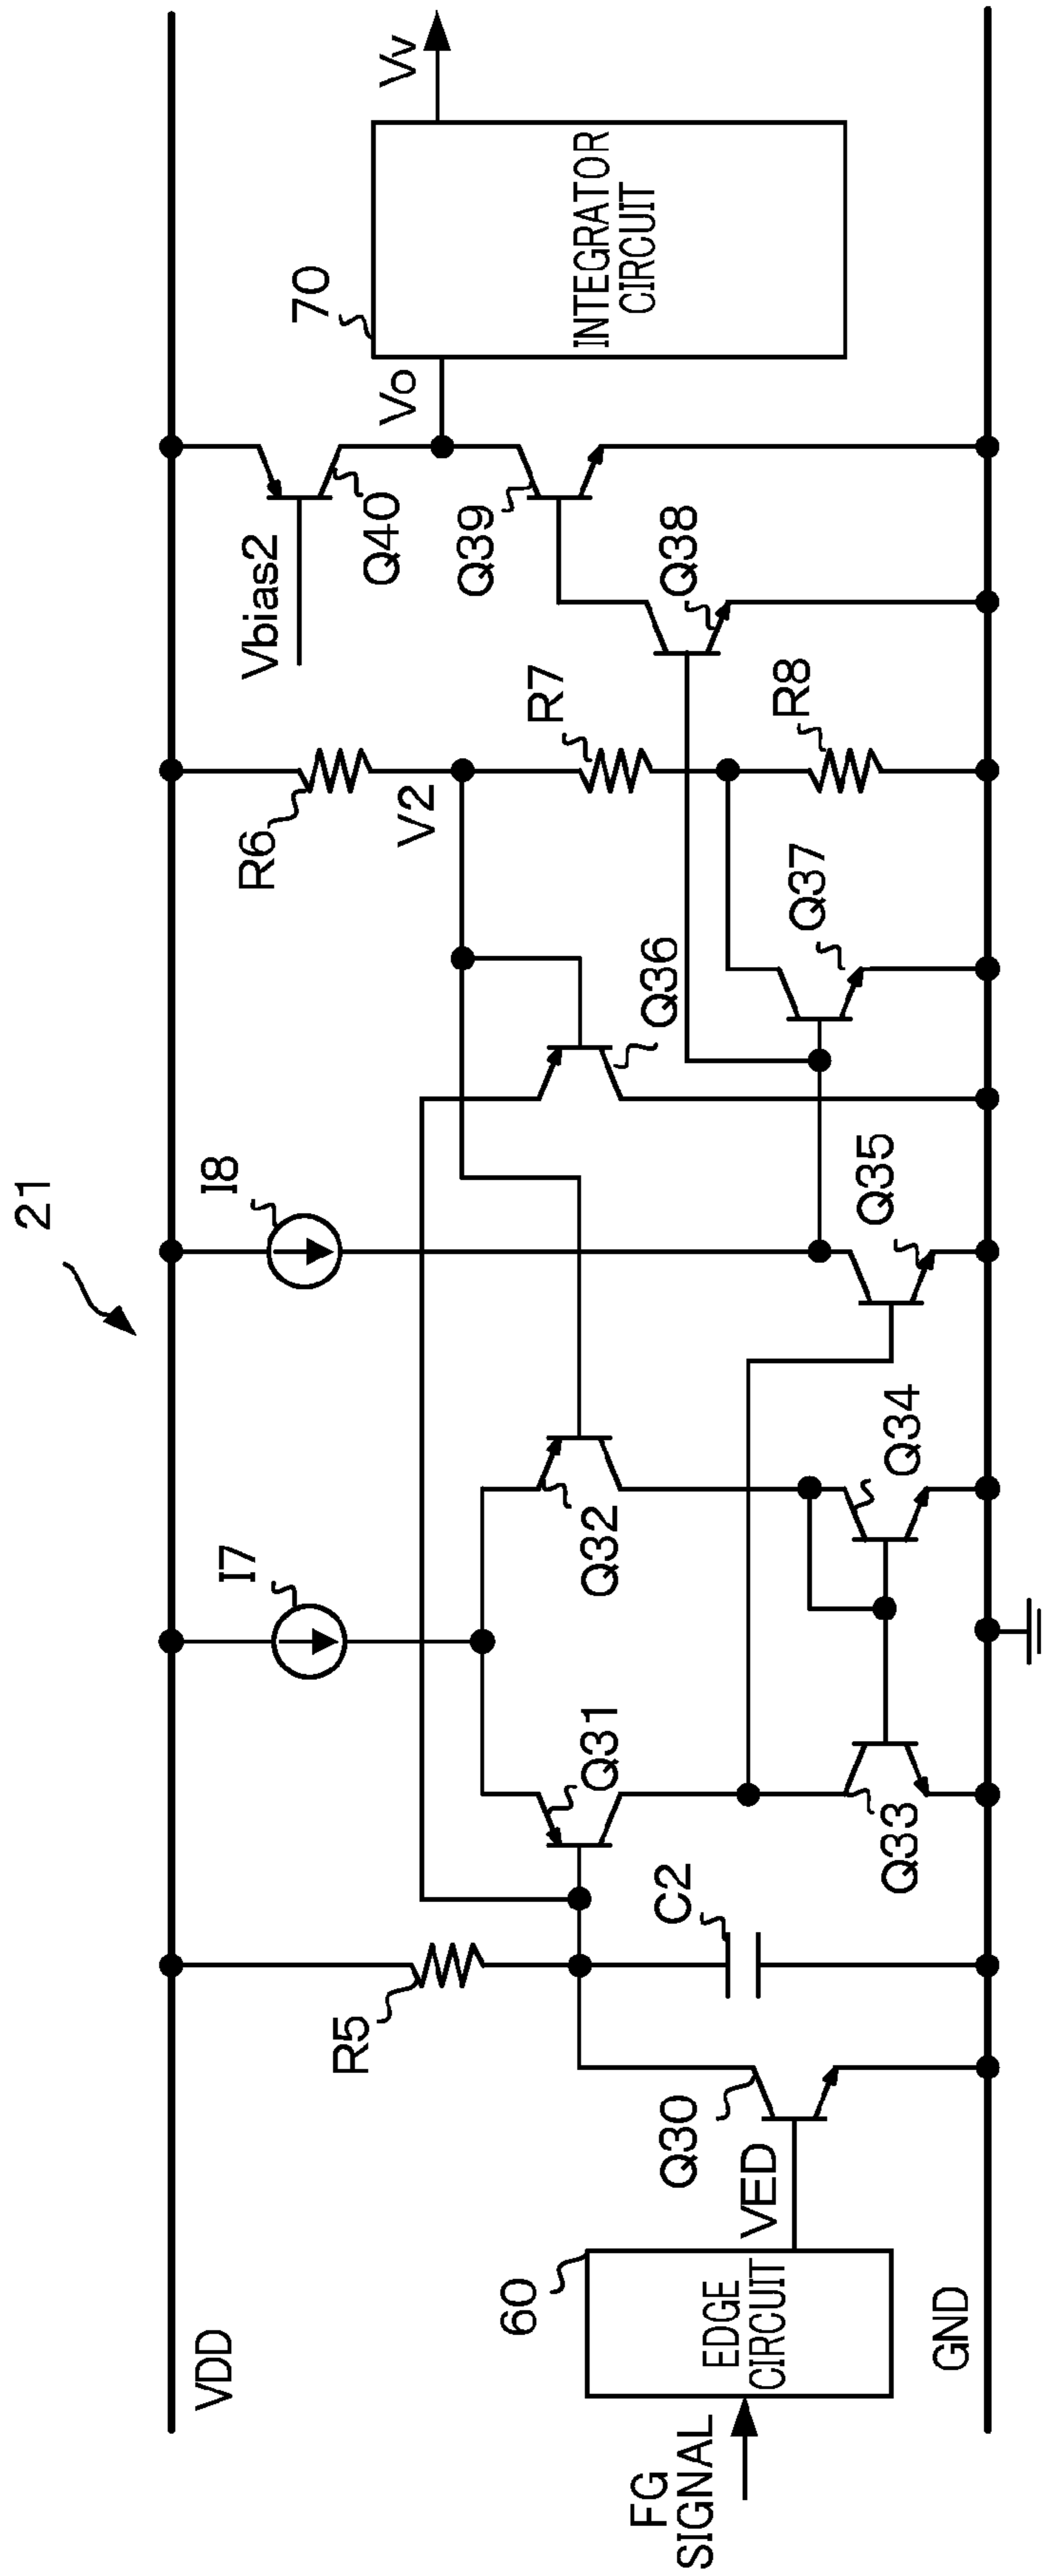 21
VDD
I7
I8
R6
Vbias2
Q40
70
Vv
Vo
V2
R5
Q31
Q32
Q36
R7
Q39
INTEGRATOR
CIRCUIT
Q30
C2
Q38
R8
Q37
Q35
Q34
Q33
60
VED
EDGE
CIRCUIT
FG
SIGNAL
GND